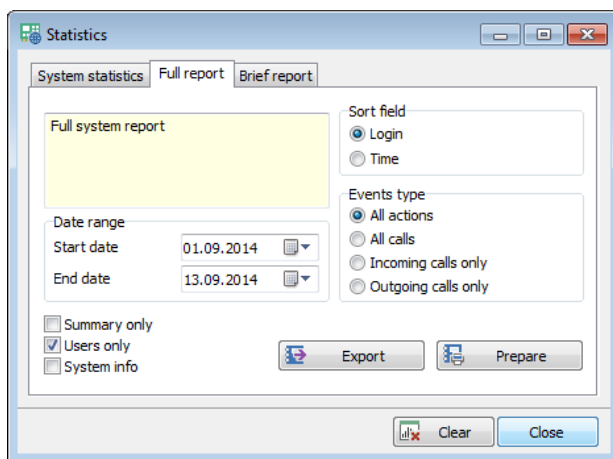 Statistics
System statistics
Full report
Brief report
Full system report
Sort field
Login
Time
Date range
Start date 01.09.2014
End date 13.09.2014
Events type
All actions
All calls
Incoming calls only
Outgoing calls only
Summary only
Users only
System info
Export
Prepare
Clear
Close